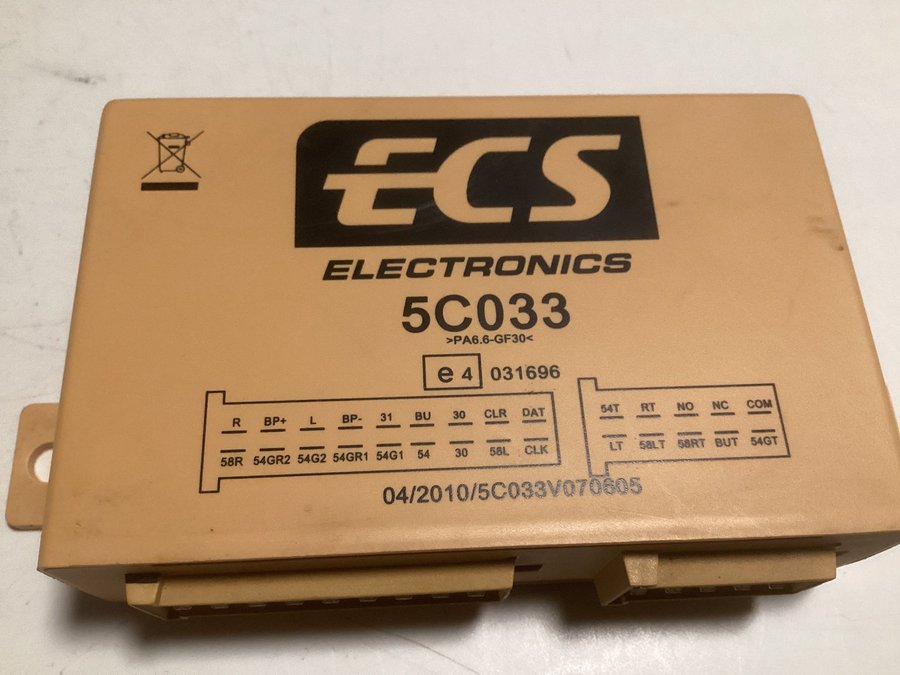 ECS
ELECTRONICS
5C033
>PA6.6-GF30<
e4 031696
R BP+ L BP- 31 BU 30 CLR DAT
58R 54GR2 54G2 54GR1 54G1 54 30 58L CLK
54T RT NO NC COM
LT 58LT 58RT BUT 54GT
04/2010/5C033V070605